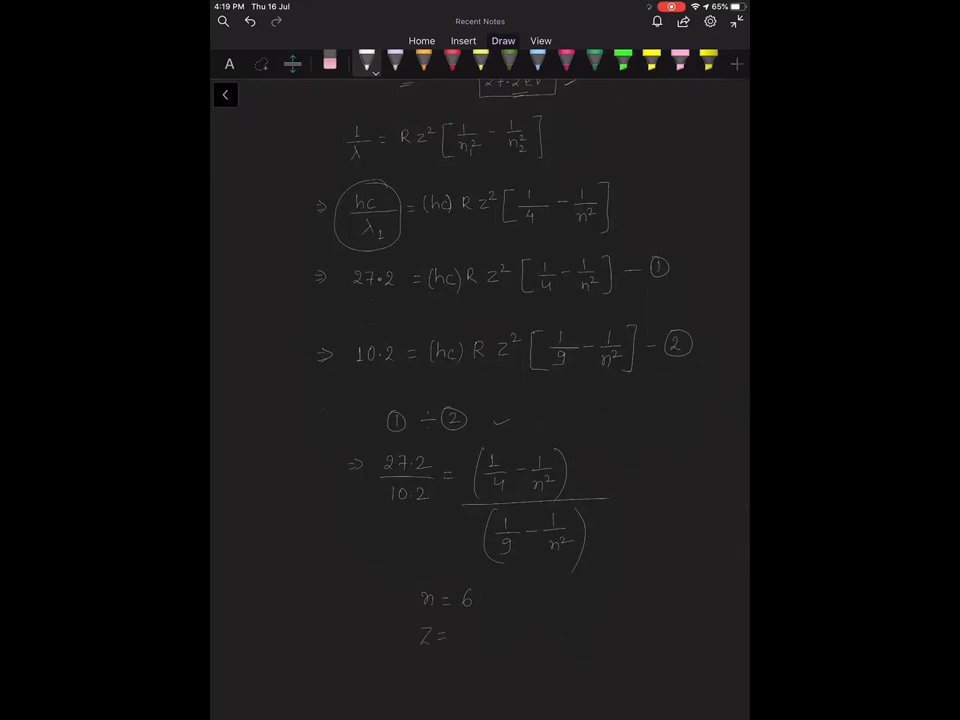 4:19 PM Thu 16 Jul 65%
Recent Notes
Home Insert Draw View
A
= 27.2 eV ✓
1/λ = R z² [1/n₁² - 1/n₂²]
⇒ hc/λ₁ = (hc) R z² [1/4 - 1/n²]
⇒ 27.2 = (hc) R z² [1/4 - 1/n²] - ①
⇒ 10.2 = (hc) R z² [1/9 - 1/n²] - ②
① ÷ ② ✓
⇒ 27.2/10.2 = (1/4 - 1/n²)/(1/9 - 1/n²)
n = 6
Z =